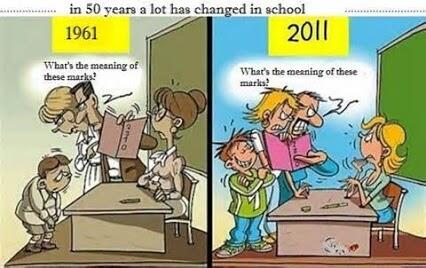 in 50 years a lot has changed in school
1961
What's the meaning of
these marks?
2011
What's the meaning of these
marks?